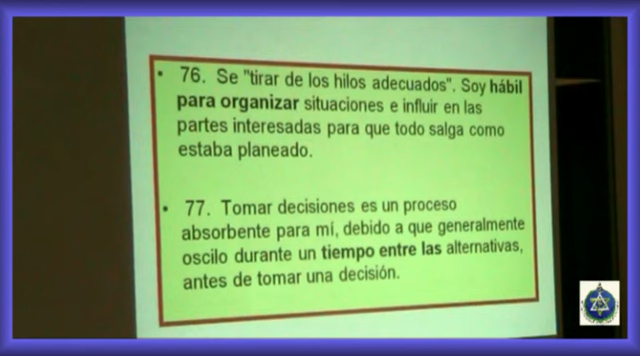 • 76. Se "tirar de los hilos adecuados". Soy hábil
para organizar situaciones e influir en las
partes interesadas para que todo salga como
estaba planeado.
• 77. Tomar decisiones es un proceso
absorbente para mí, debido a que generalmente
oscilo durante un tiempo entre las alternativas,
antes de tomar una decisión.